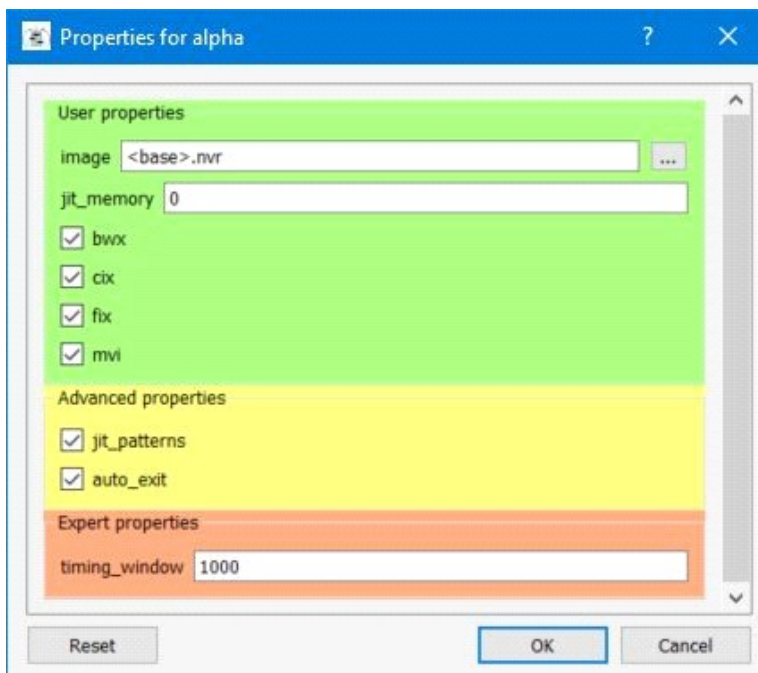 Properties for alpha ?
User properties
image <base>.nvr ...
jit_memory 0
bwx
cix
fix
mvi
Advanced properties
jit_patterns
auto_exit
Expert properties
timing_window 1000
Reset OK Cancel